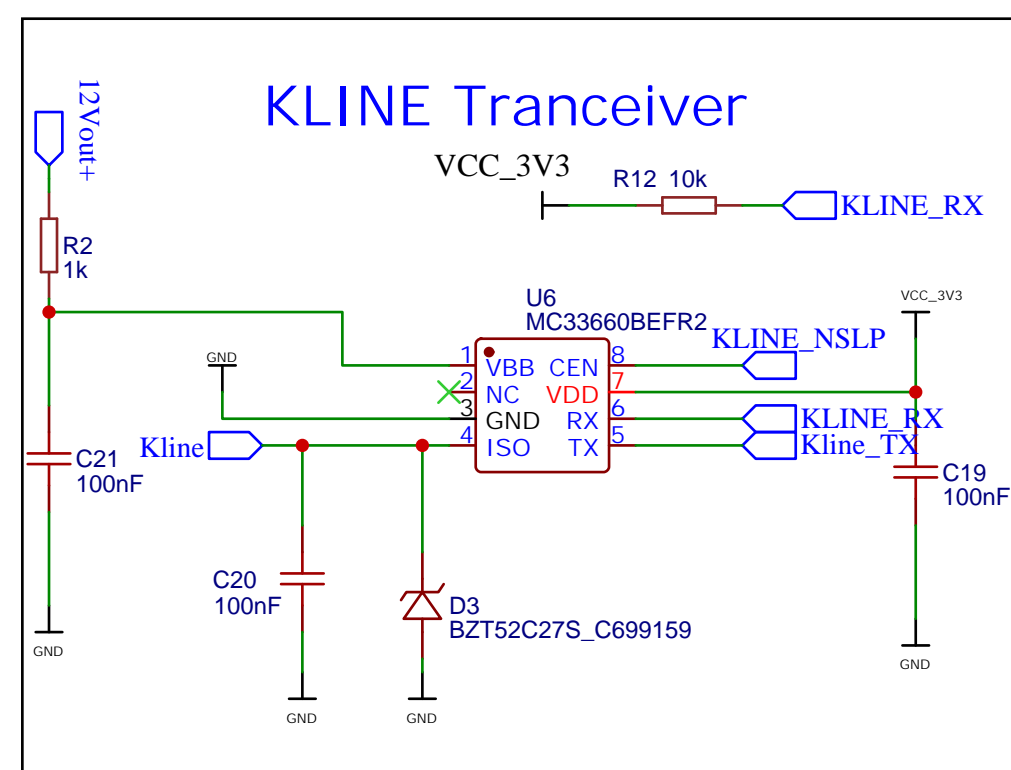 KLINE Tranceiver
12Vout+
VCC_3V3
R12 10k
KLINE_RX
R2
1k
U6
MC33660BEFR2
VCC_3V3
KLINE_NSLP
GND
1 VBB CEN 8
2 NC VDD 7
3 GND RX 6
4 ISO TX 5
KLINE_RX
Kline_TX
Kline
C21
100nF
C19
100nF
C20
100nF
D3
BZT52C27S_C699159
GND
GND
GND
GND